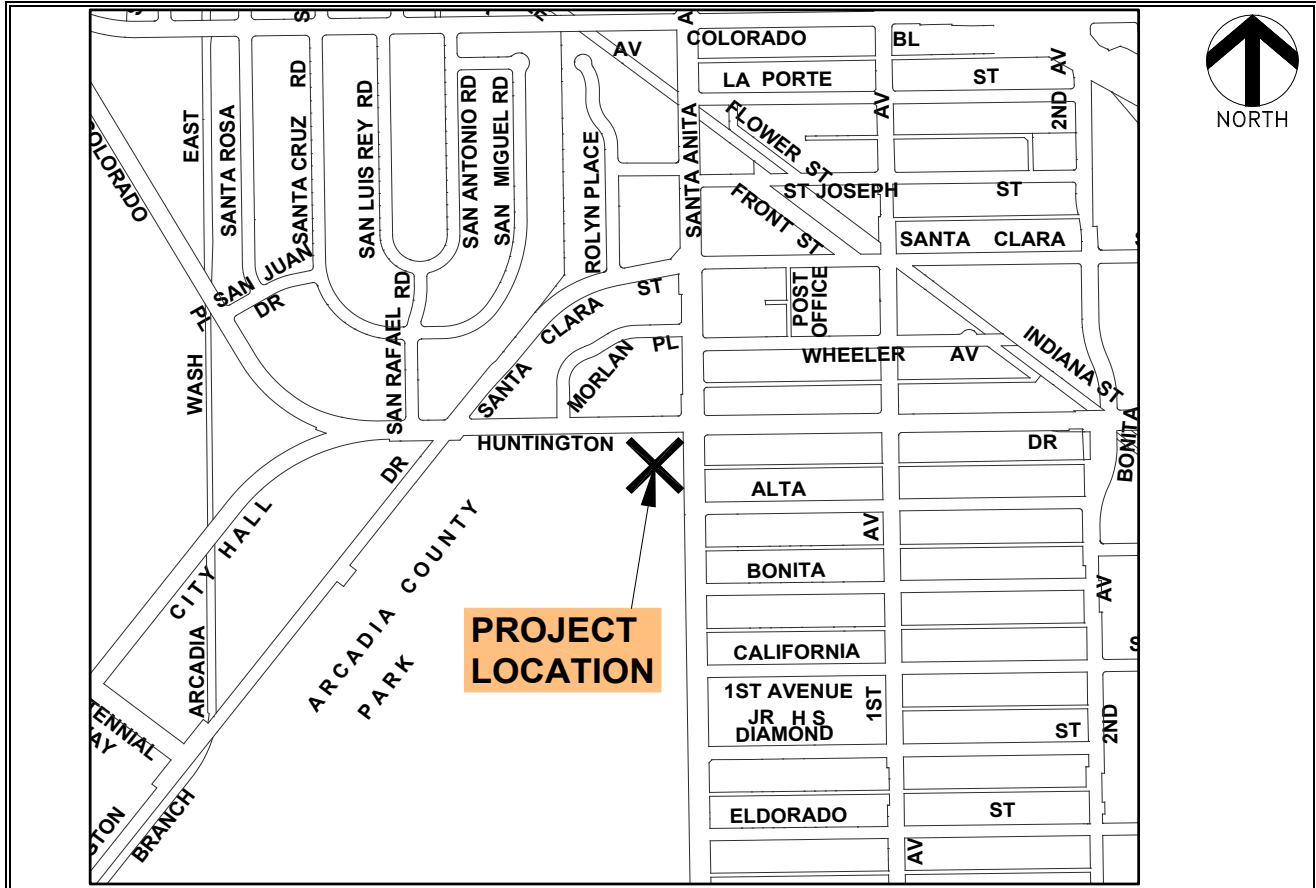 COLORADO
BL
AV
LA PORTE
ST
AV
2ND
NORTH
EAST
SANTA ROSA
SANTA CRUZ RD
SAN LUIS REY RD
SAN ANTONIO RD
SAN MIGUEL RD
ROLYN PLACE
SANTA ANITA
AV
FLOWER ST
FRONT ST
ST JOSEPH
ST
SANTA CLARA
COLORADO
PL
SAN JUAN
DR
SAN RAFAEL RD
SANTA CLARA ST
MORLAN PL
POST
OFFICE
WHEELER AV
INDIANA ST
WASH
HUNTINGTON
DR
DR
BONITA
ALTA
AV
CITY HALL
ARCADIA COUNTY
PARK
BONITA
PROJECT
LOCATION
CALIFORNIA
AV
ARCADIA
1ST AVENUE
JR H S
DIAMOND
1ST
ST
2ND
TENNIAL
AY
BRANCH
GTON
ELDORADO
ST
AV